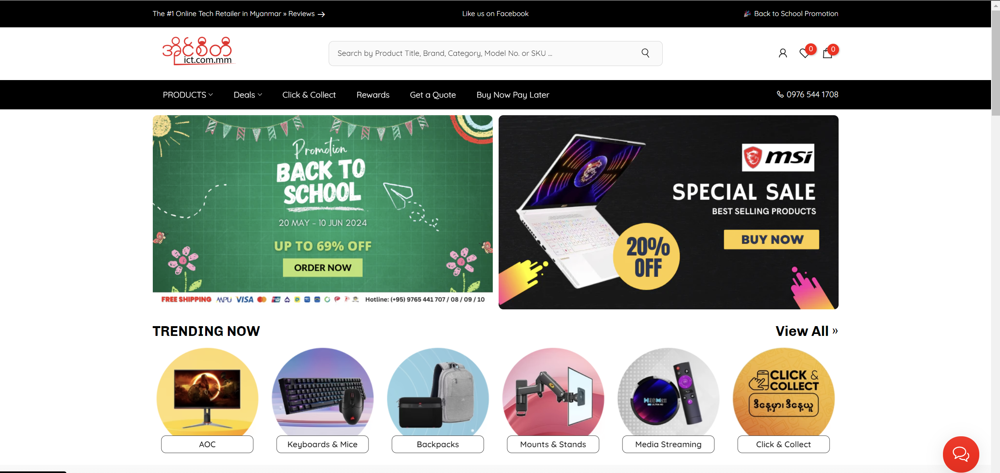 The #1 Online Tech Retailer in Myanmar » Reviews →
Like us on Facebook
Back to School Promotion
အိုင်စီတီ
ict.com.mm
Search by Product Title, Brand, Category, Model No. or SKU ...
0
0
PRODUCTS
Deals
Click & Collect
Rewards
Get a Quote
Buy Now Pay Later
0976 544 1708
Promotion
BACK TO
SCHOOL
20 MAY - 10 JUN 2024
UP TO 69% OFF
ORDER NOW
FREE SHIPPING
MPU
VISA
Hotline: (+95) 9765 441 707 / 08 / 09 / 10
msi
SPECIAL SALE
BEST SELLING PRODUCTS
BUY NOW
20%
OFF
TRENDING NOW
View All »
H96 Max
ULTRA HD
CLICK &
COLLECT
ဒီနေ့မှာ၊ ဒီနေ့ယူ
AOC
Keyboards & Mice
Backpacks
Mounts & Stands
Media Streaming
Click & Collect